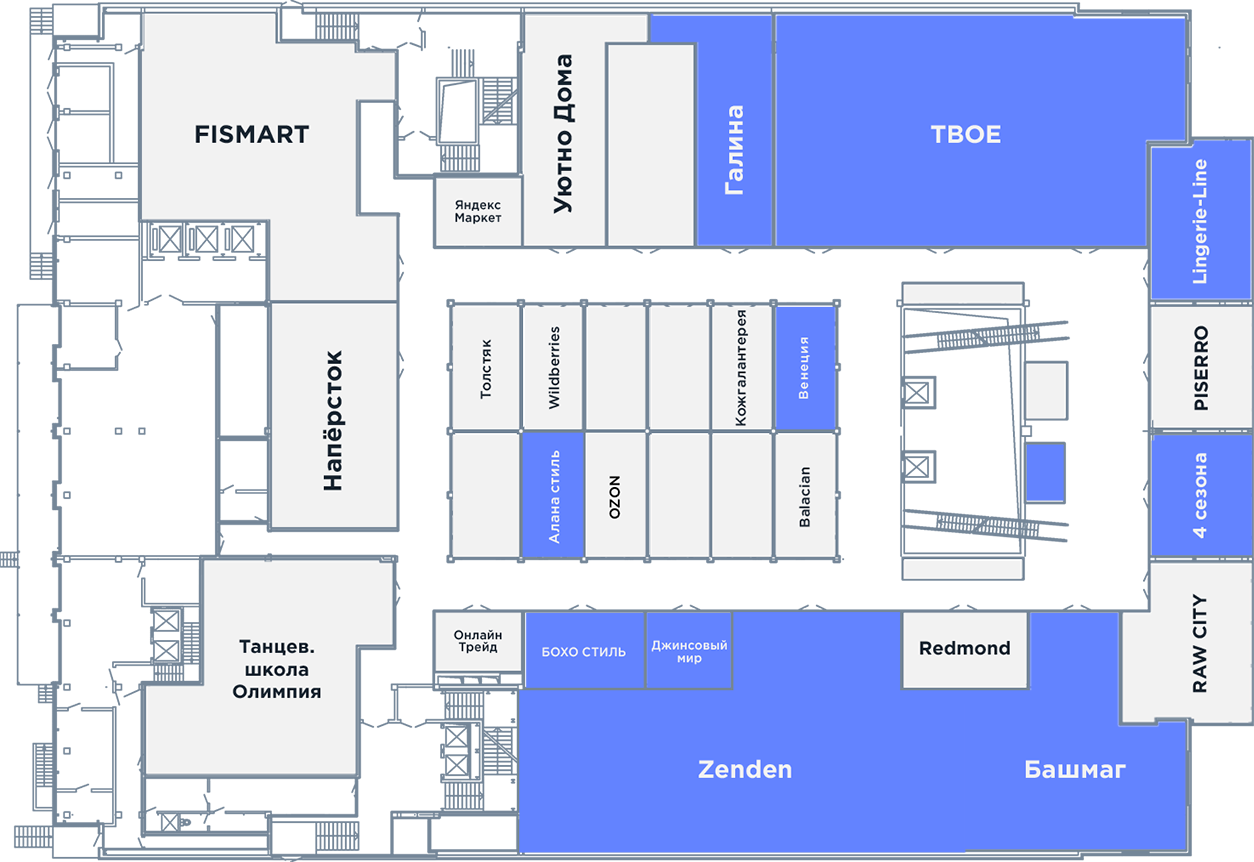 FISMART
Уютно Дома
Галина
ТВОЕ
Яндекс
Маркет
Lingerie-Line
Напёрсток
Толстяк
Wildberries
Кожгалантерея
Венеция
PISERRO
Алана стиль
OZON
Balacian
4 сезона
Танцев.
школа
Олимпия
Онлайн
Трейд
БОХО СТИЛЬ
Джинсовый
мир
Redmond
RAW CITY
Zenden
Башмаг